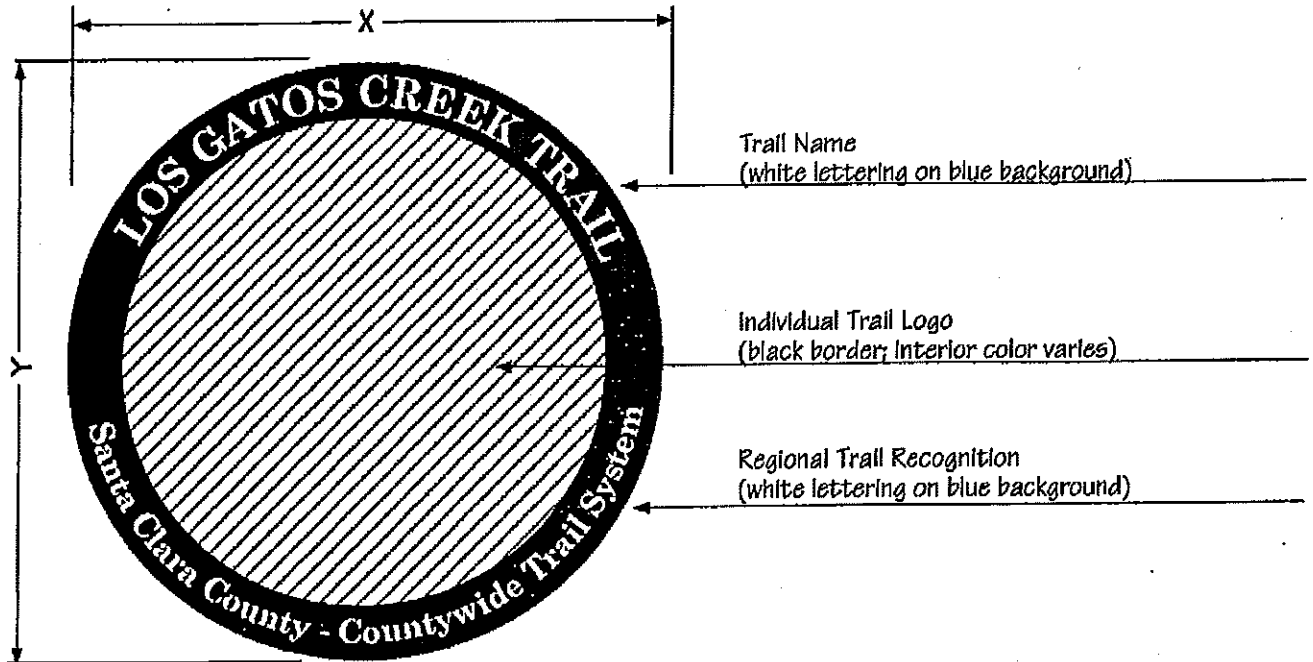 X
Y
LOS GATOS CREEK TRAIL
Santa Clara County - Countywide Trail System
Trail Name
(white lettering on blue background)
Individual Trail Logo
(black border; interior color varies)
Regional Trail Recognition
(white lettering on blue background)